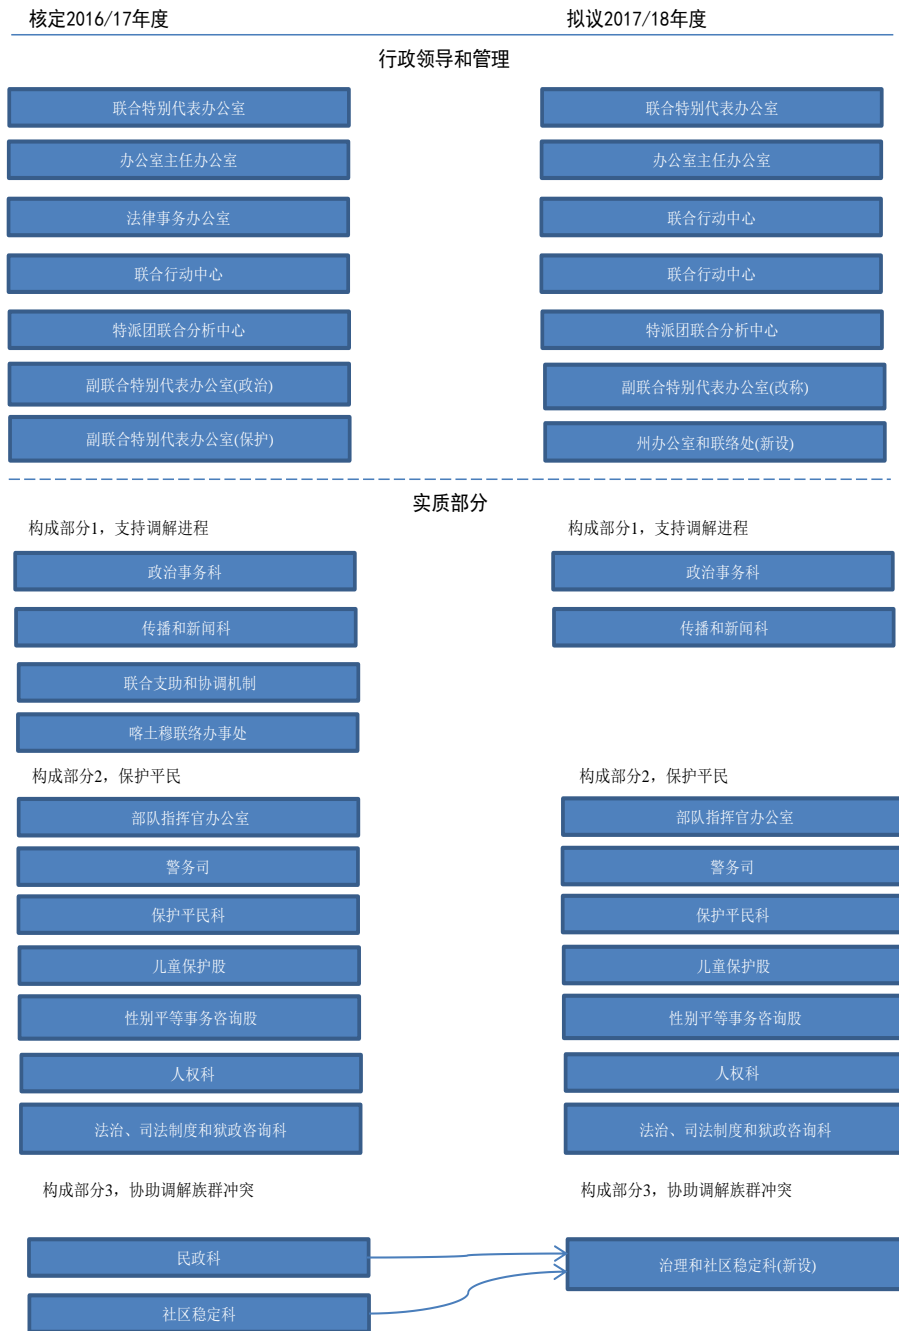 核定2016/17年度
拟议2017/18年度
行政领导和管理
联合特别代表办公室
联合特别代表办公室
办公室主任办公室
办公室主任办公室
法律事务办公室
联合行动中心
联合行动中心
联合行动中心
特派团联合分析中心
特派团联合分析中心
副联合特别代表办公室(政治)
副联合特别代表办公室(改称)
副联合特别代表办公室(保护)
州办公室和联络处(新设)
实质部分
构成部分1，支持调解进程
构成部分1，支持调解进程
政治事务科
政治事务科
传播和新闻科
传播和新闻科
联合支助和协调机制
喀土穆联络办事处
构成部分2，保护平民
构成部分2，保护平民
部队指挥官办公室
部队指挥官办公室
警务司
警务司
保护平民科
保护平民科
儿童保护股
儿童保护股
性别平等事务咨询股
性别平等事务咨询股
人权科
人权科
法治、司法制度和狱政咨询科
法治、司法制度和狱政咨询科
构成部分3，协助调解族群冲突
构成部分3，协助调解族群冲突
民政科
治理和社区稳定科(新设)
社区稳定科